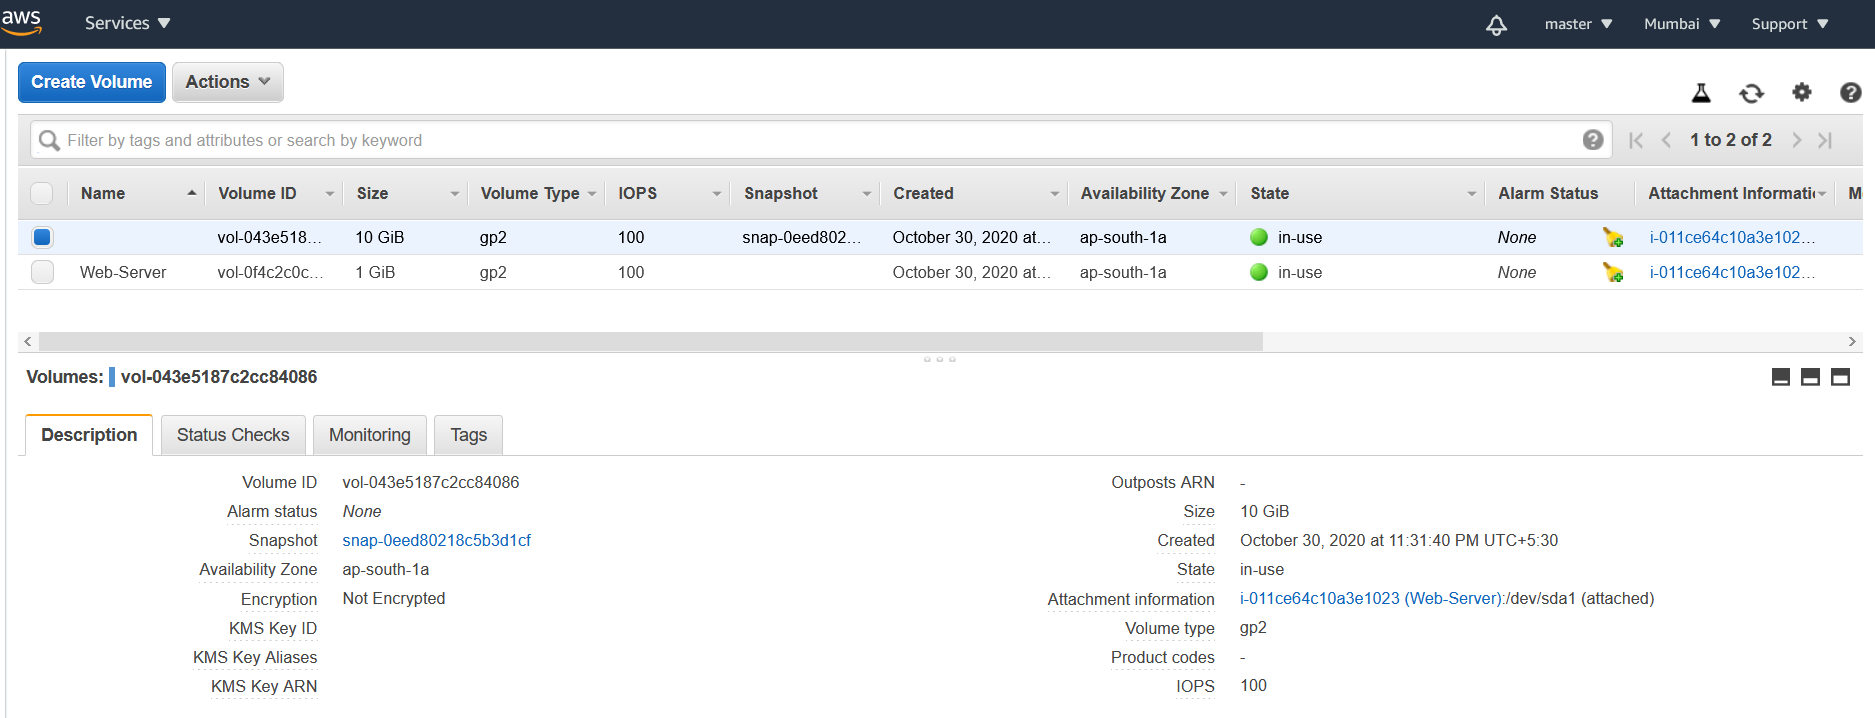 aws Services master Mumbai Support
Create Volume Actions
Filter by tags and attributes or search by keyword 1 to 2 of 2
Name Volume ID Size Volume Type IOPS Snapshot Created Availability Zone State Alarm Status Attachment Informati
vol-043e518... 10 GiB gp2 100 snap-0eed802... October 30, 2020 at... ap-south-1a in-use None i-011ce64c10a3e102...
Web-Server vol-0f4c2c0c... 1 GiB gp2 100 October 30, 2020 at... ap-south-1a in-use None i-011ce64c10a3e102...
Volumes: vol-043e5187c2cc84086
Description Status Checks Monitoring Tags
Volume ID vol-043e5187c2cc84086 Outposts ARN -
Alarm status None Size 10 GiB
Snapshot snap-0eed80218c5b3d1cf Created October 30, 2020 at 11:31:40 PM UTC+5:30
Availability Zone ap-south-1a State in-use
Encryption Not Encrypted Attachment information i-011ce64c10a3e1023 (Web-Server):/dev/sda1 (attached)
KMS Key ID Volume type gp2
KMS Key Aliases Product codes -
KMS Key ARN IOPS 100